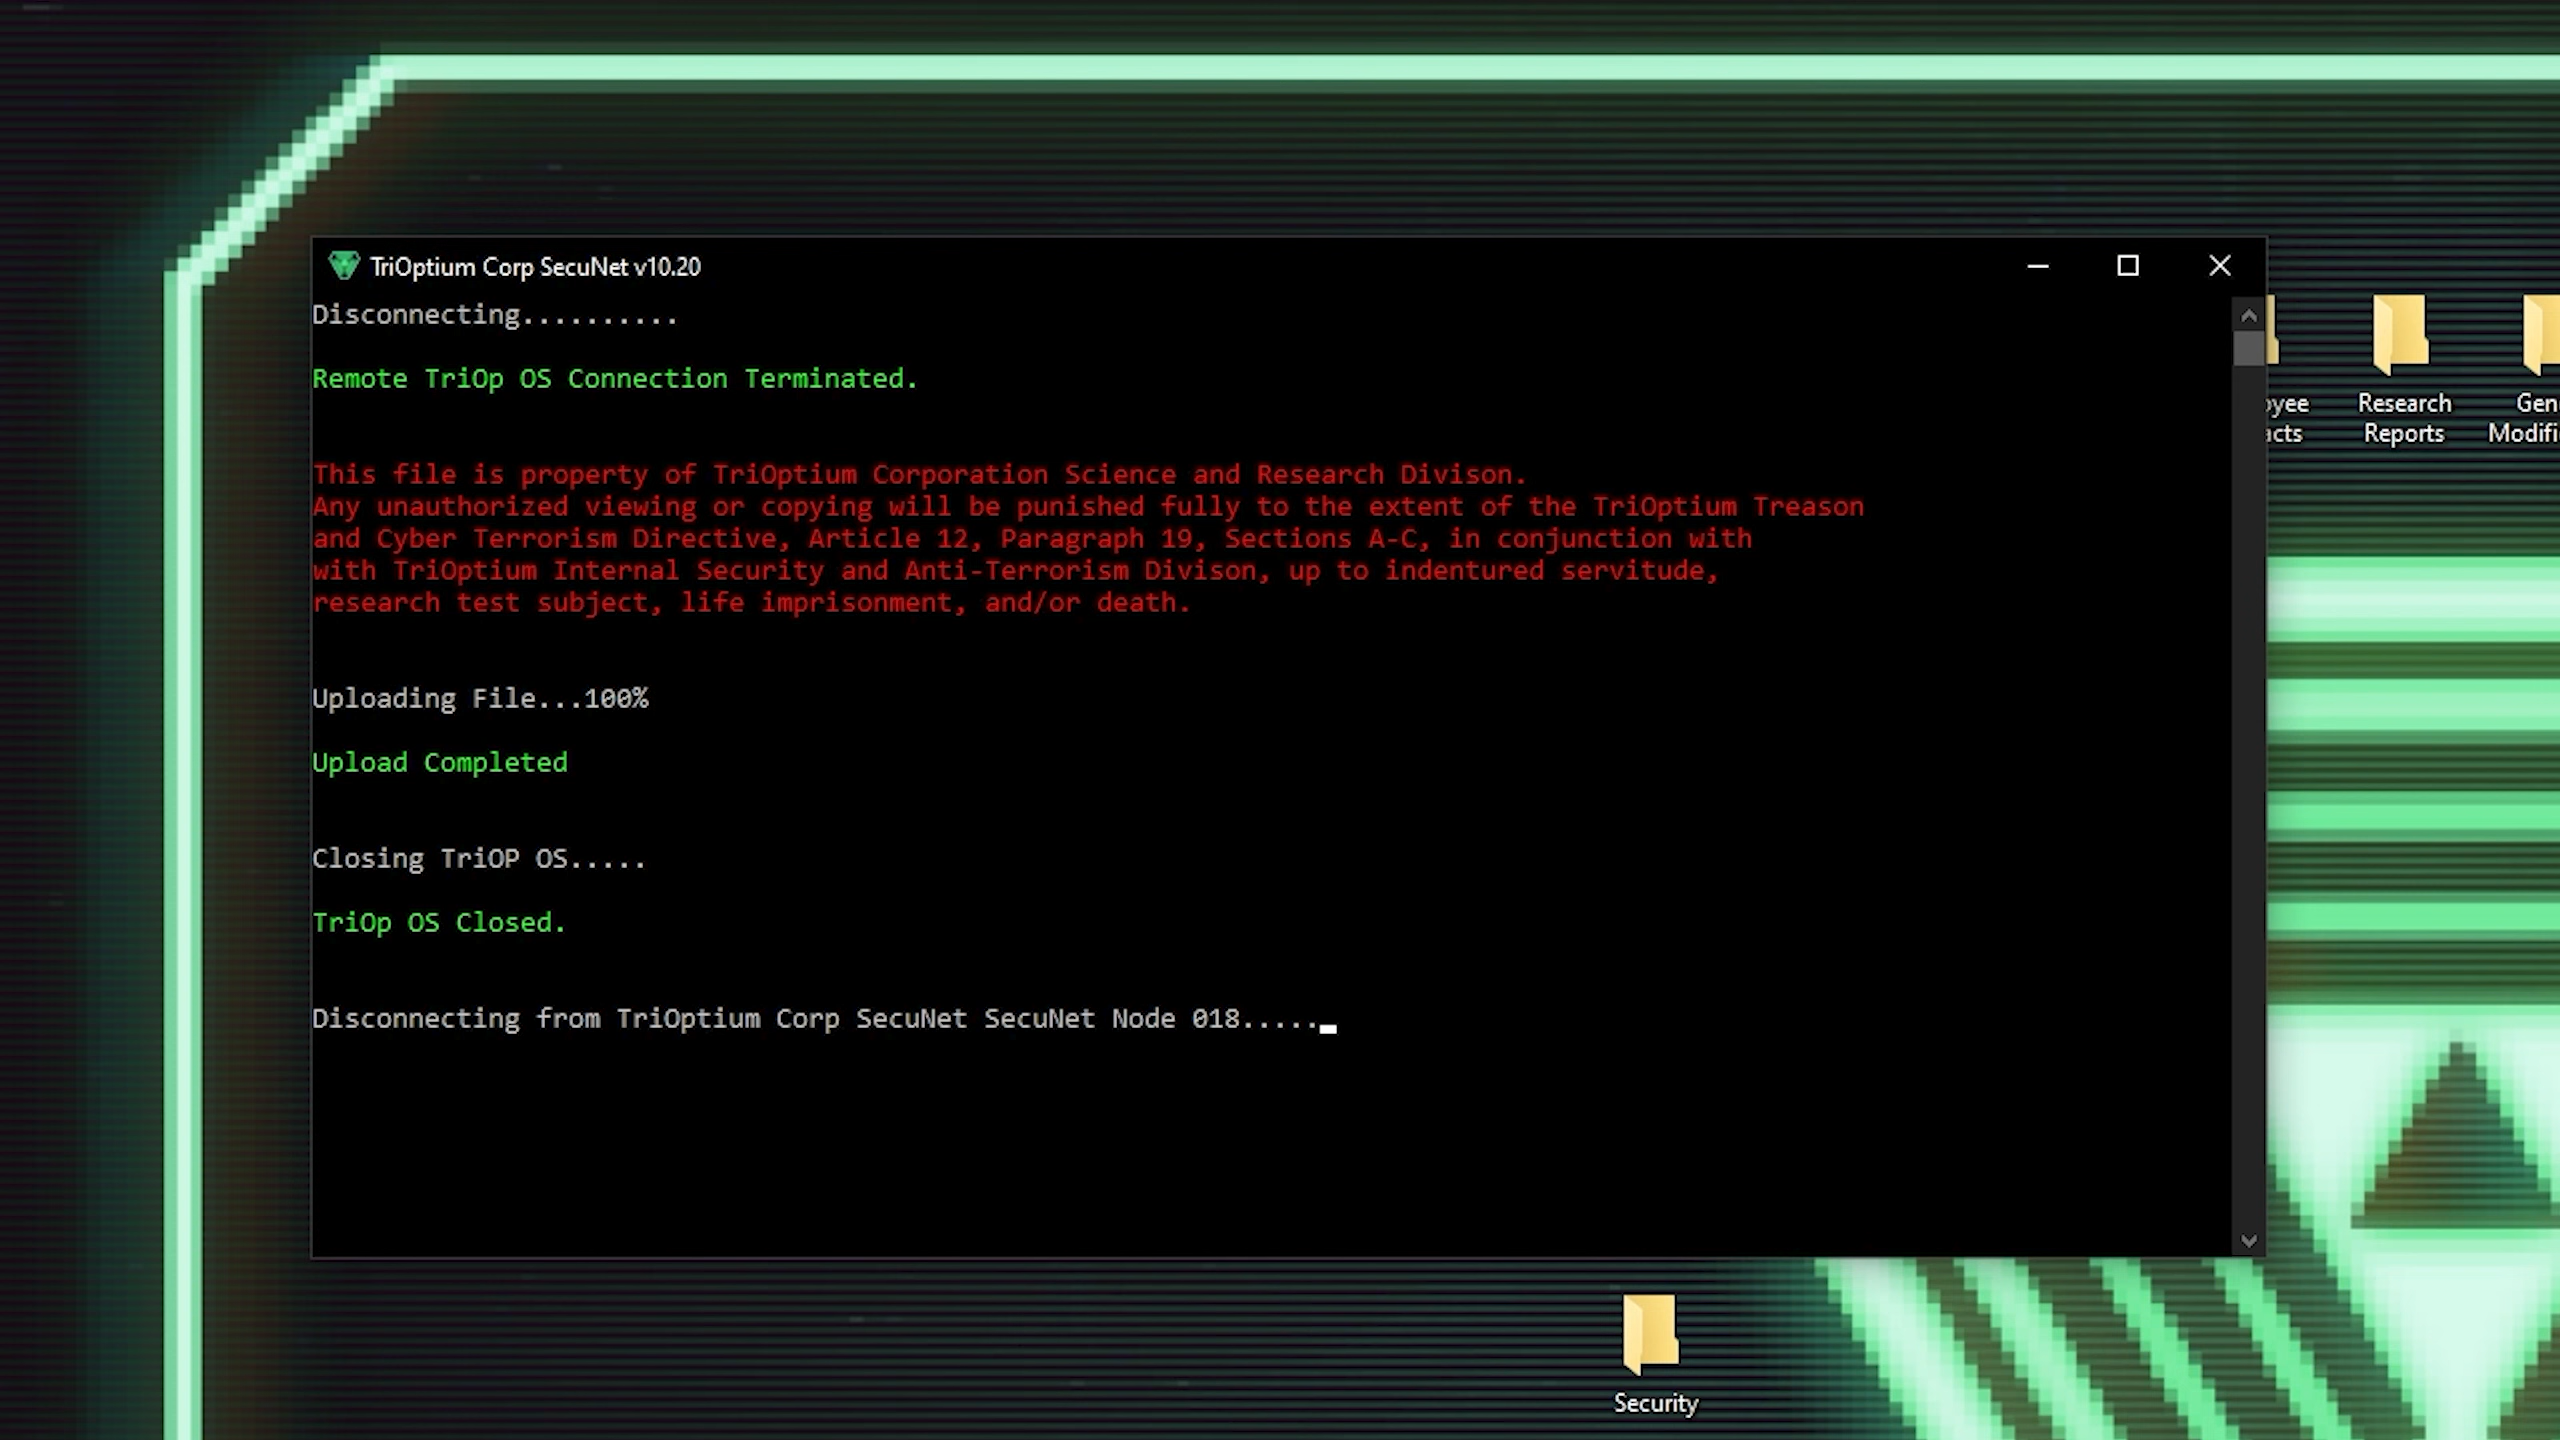 TriOptium Corp SecuNet v10.20
Disconnecting..........
Remote TriOp OS Connection Terminated.
This file is property of TriOptium Corporation Science and Research Divison.
Any unauthorized viewing or copying will be punished fully to the extent of the TriOptium Treason
and Cyber Terrorism Directive, Article 12, Paragraph 19, Sections A-C, in conjunction with
with TriOptium Internal Security and Anti-Terrorism Divison, up to indentured servitude,
research test subject, life imprisonment, and/or death.
Uploading File...100%
Upload Completed
Closing TriOP OS.....
TriOp OS Closed.
Disconnecting from TriOptium Corp SecuNet SecuNet Node 018.....
Research
Reports
Security